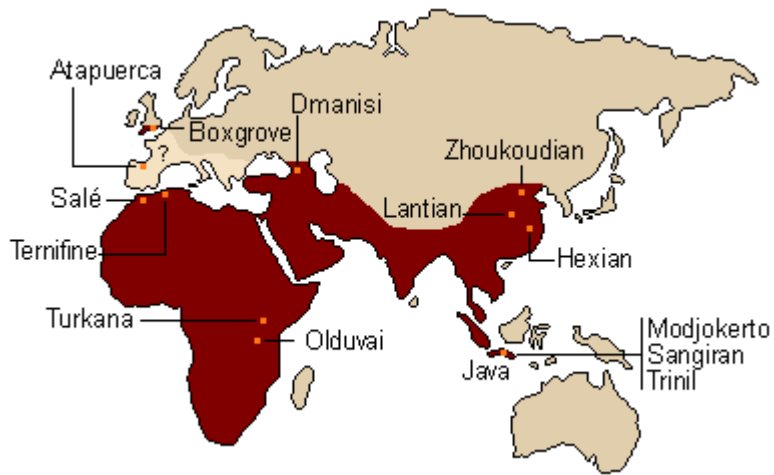 Atapuerca
Dmanisi
Boxgrove
?
Zhoukoudian
Salé
Lantian
Ternifine
Hexian
Turkana
Olduvai
Modjokerto
Sangiran
Trinil
Java